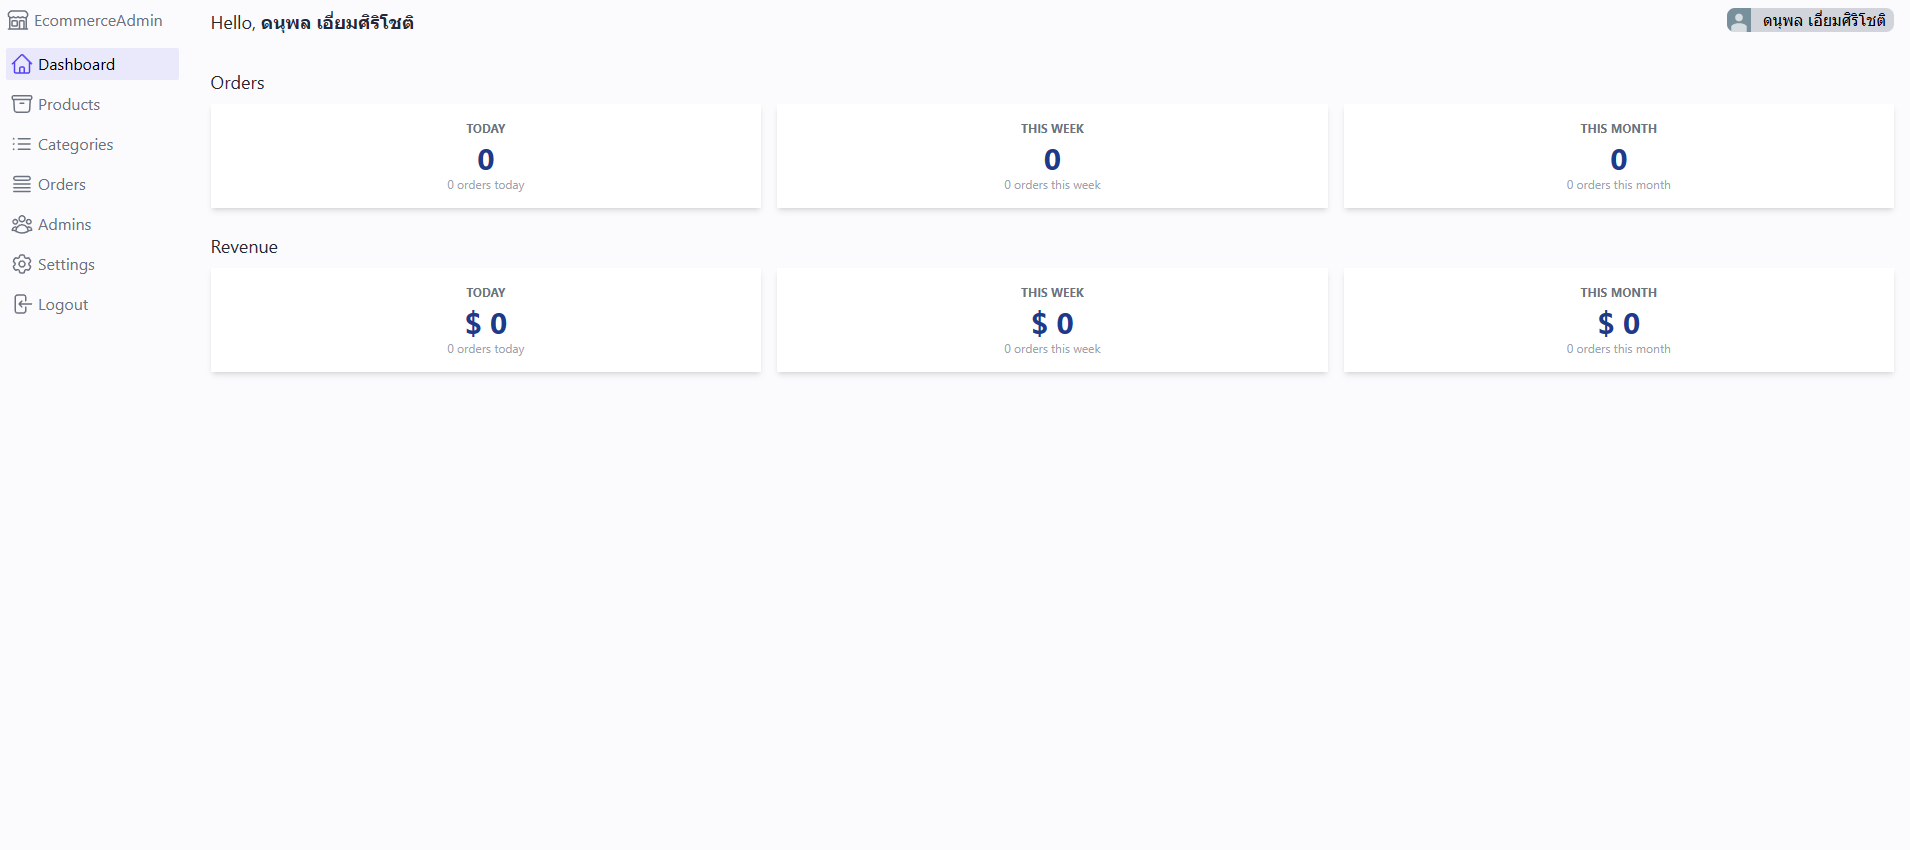 EcommerceAdmin
Dashboard
Products
Categories
Orders
Admins
Settings
Logout
Hello, ดนุพล เอี่ยมศิริโชติ
ดนุพล เอี่ยมศิริโชติ
Orders
TODAY
0
0 orders today
THIS WEEK
0
0 orders this week
THIS MONTH
0
0 orders this month
Revenue
TODAY
$ 0
0 orders today
THIS WEEK
$ 0
0 orders this week
THIS MONTH
$ 0
0 orders this month